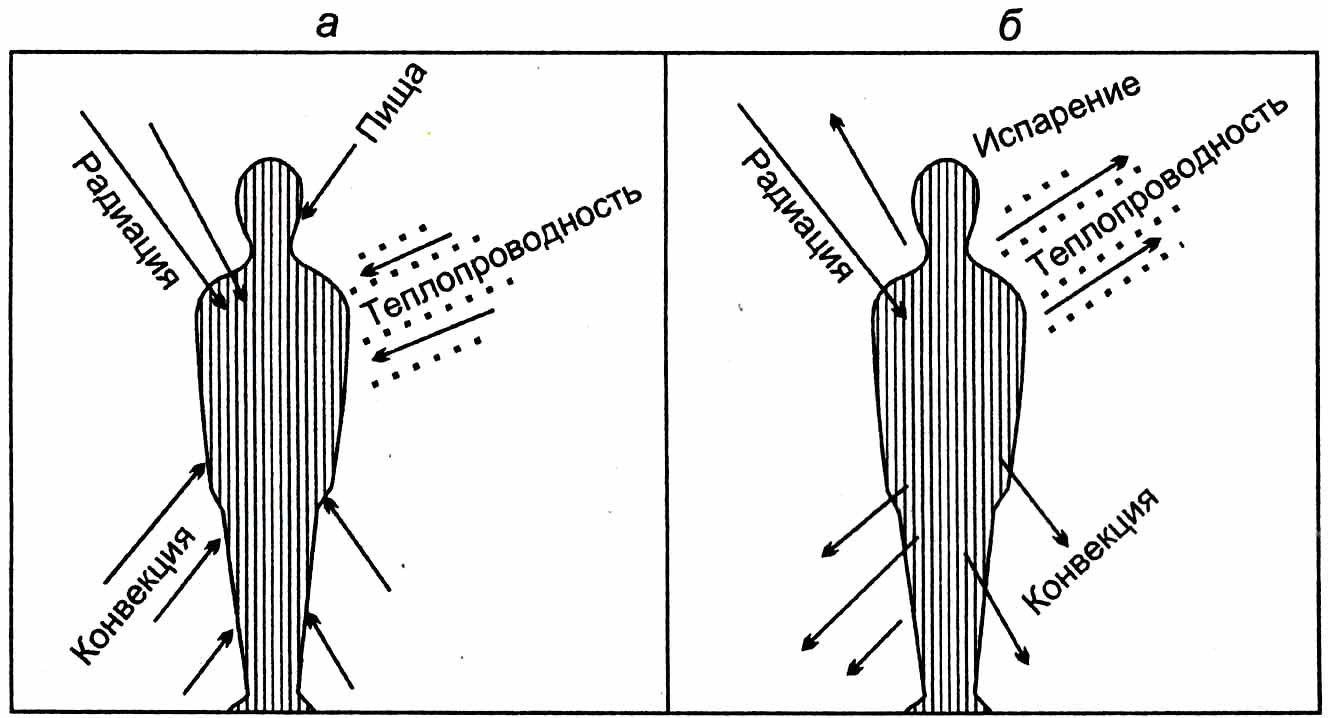 а
Пища
Радиация
Теплопроводность
Конвекция
б
Испарение
Радиация
Теплопроводность
Конвекция